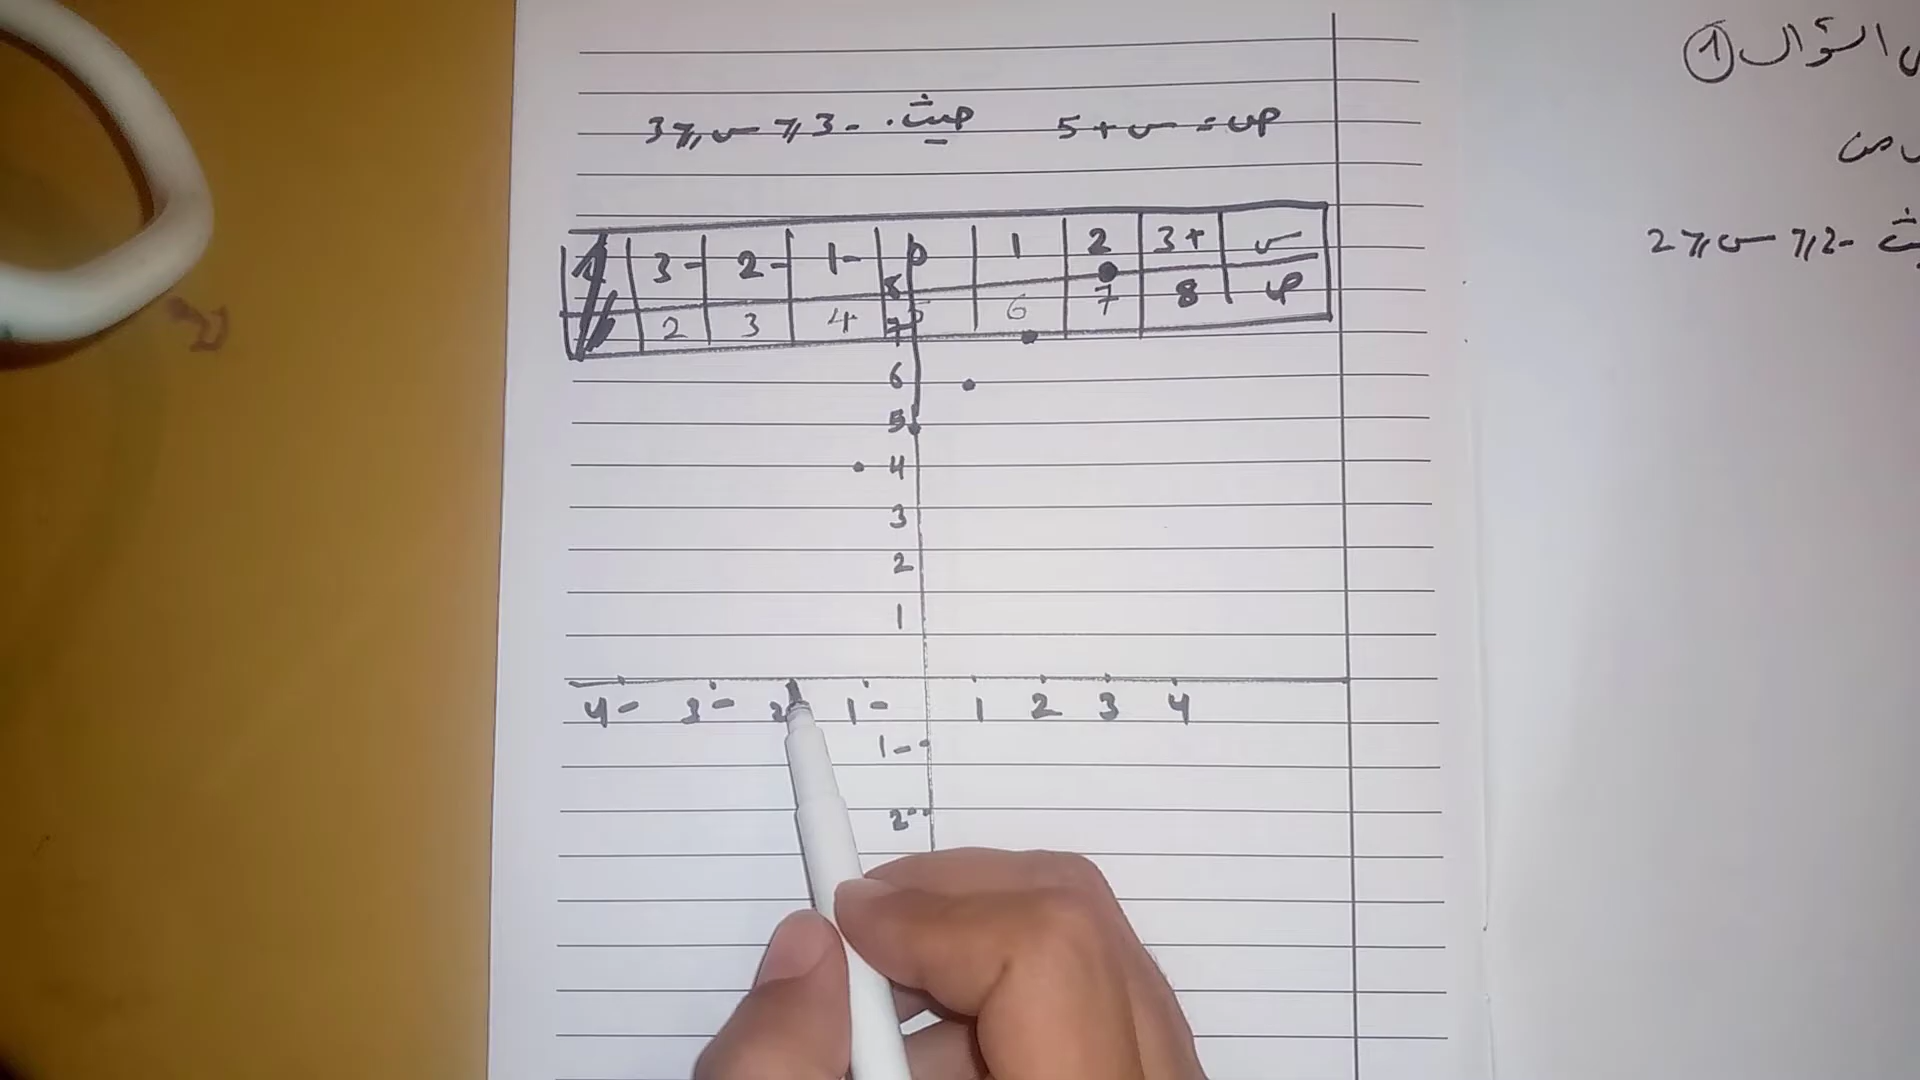 ص = س + 5 حيث -3 ≤ س ≤ 3
س +3 2 1 0 -1 -2 -3
ص 8 7 6 5 4 3 2
8
7
6
5
4
3
2
1
-4 -3 -2 -1 1 2 3 4
-1
-2
السؤال ①
-2 ≤ س ≤ 2